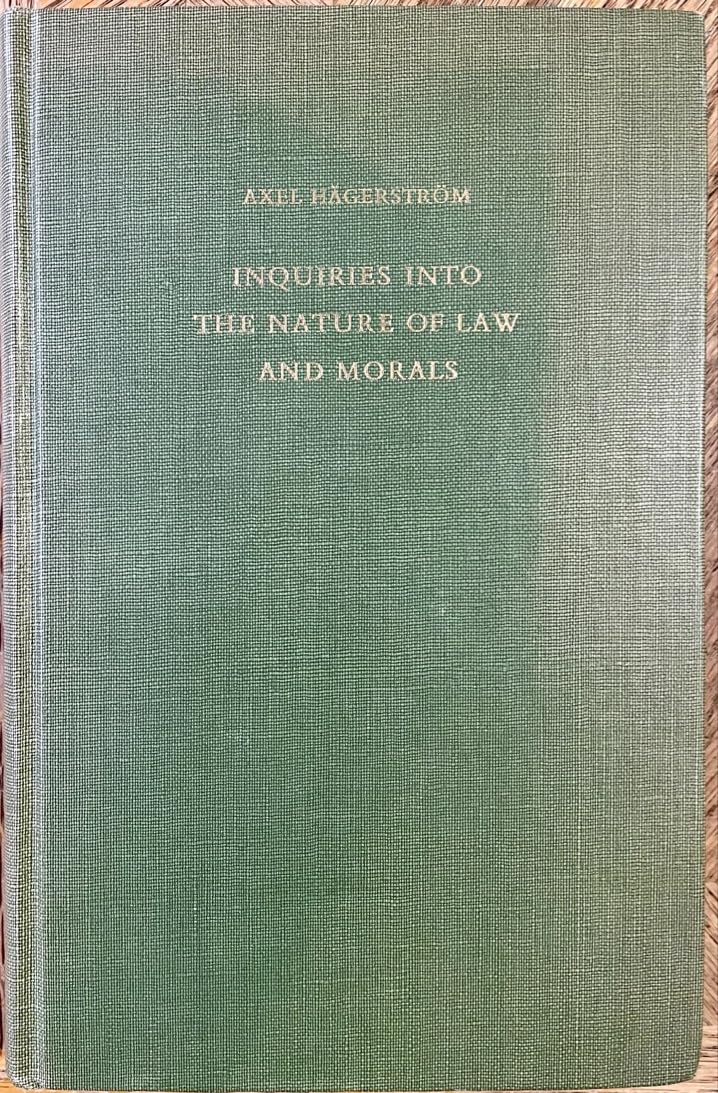 AXEL HÄGERSTRÖM
INQUIRIES INTO
THE NATURE OF LAW
AND MORALS